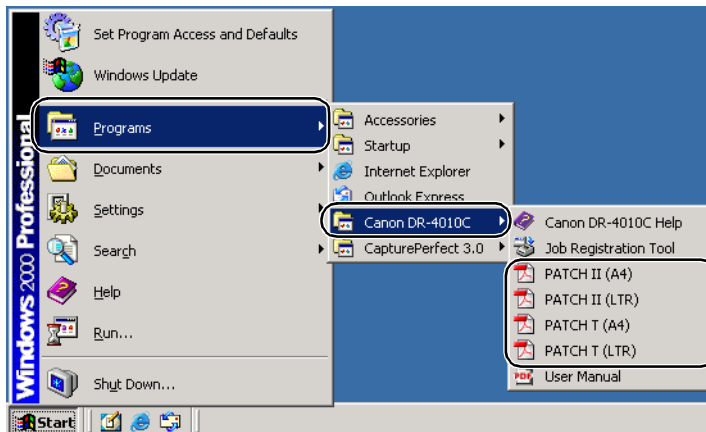 Set Program Access and Defaults
Windows Update
Programs
Documents
Settings
Search
Help
Run...
Shut Down...
Windows 2000 Professional
Accessories
Startup
Internet Explorer
Outlook Express
Canon DR-4010C
CapturePerfect 3.0
Canon DR-4010C Help
Job Registration Tool
PATCH II (A4)
PATCH II (LTR)
PATCH T (A4)
PATCH T (LTR)
PDF User Manual
Start